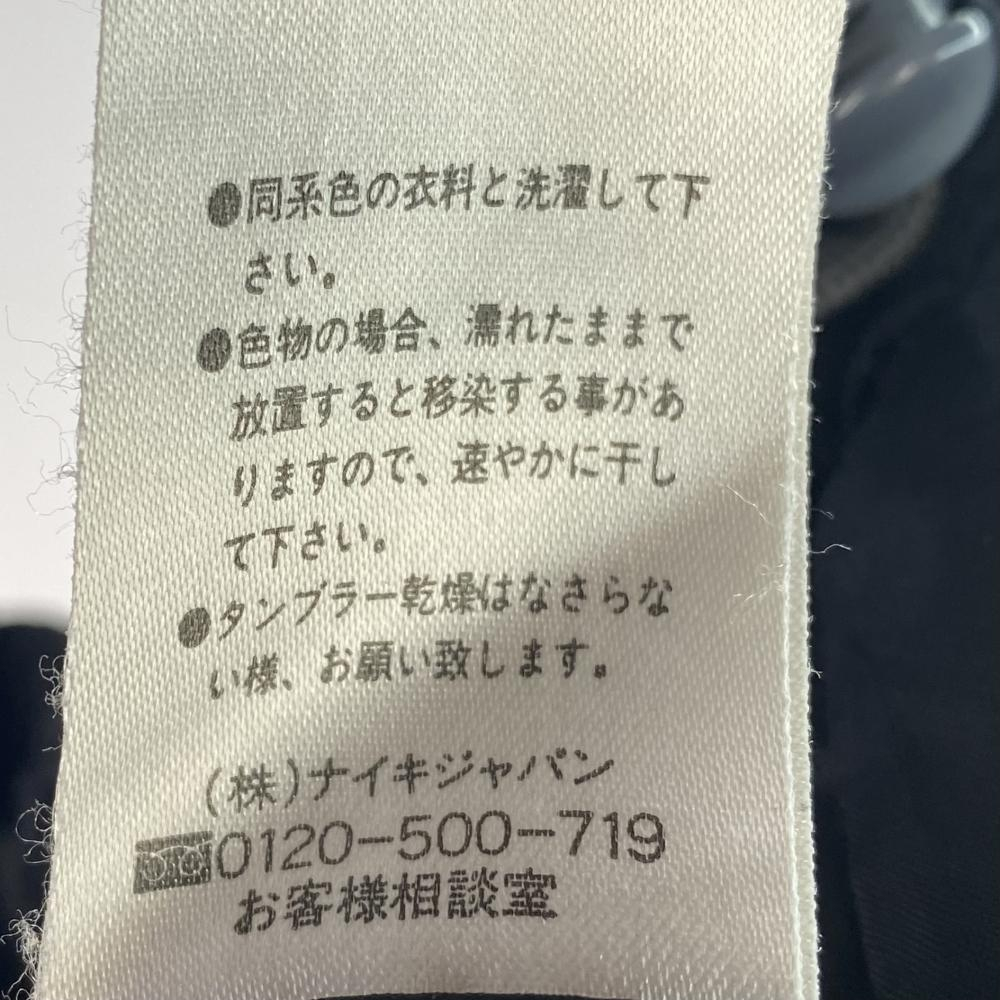 ●同系色の衣料と洗濯して下
さい。
●色物の場合、濡れたままで
放置すると移染する事があ
りますので、速やかに干し
て下さい。
●タンブラー乾燥はなさらな
い様、お願い致します。
(株)ナイキジャパン
0120-500-719
お客様相談室